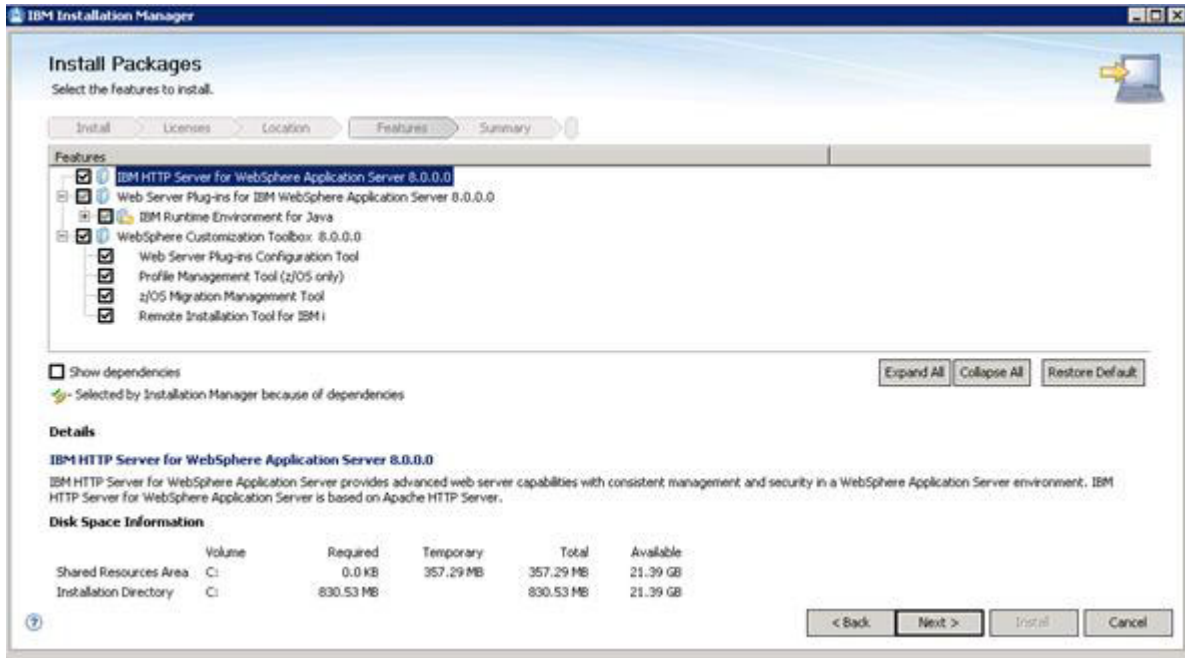 IBM Installation Manager
Install Packages
Select the features to install.
Install Licenses Location Features Summary
Features
IBM HTTP Server for WebSphere Application Server 8.0.0.0
Web Server Plug-ins for IBM WebSphere Application Server 8.0.0.0
IBM Runtime Environment for Java
WebSphere Customization Toolbox 8.0.0.0
Web Server Plug-ins Configuration Tool
Profile Management Tool (z/OS only)
z/OS Migration Management Tool
Remote Installation Tool for IBM i
Show dependencies Expand All Collapse All Restore Default
- Selected by Installation Manager because of dependencies
Details
IBM HTTP Server for WebSphere Application Server 8.0.0.0
IBM HTTP Server for WebSphere Application Server provides advanced web server capabilities with consistent management and security in a WebSphere Application Server environment. IBM
HTTP Server for WebSphere Application Server is based on Apache HTTP Server.
Disk Space Information
Volume Required Temporary Total Available
Shared Resources Area C: 0.0 KB 357.29 MB 357.29 MB 21.39 GB
Installation Directory C: 830.53 MB 830.53 MB 21.39 GB
? < Back Next > Install Cancel